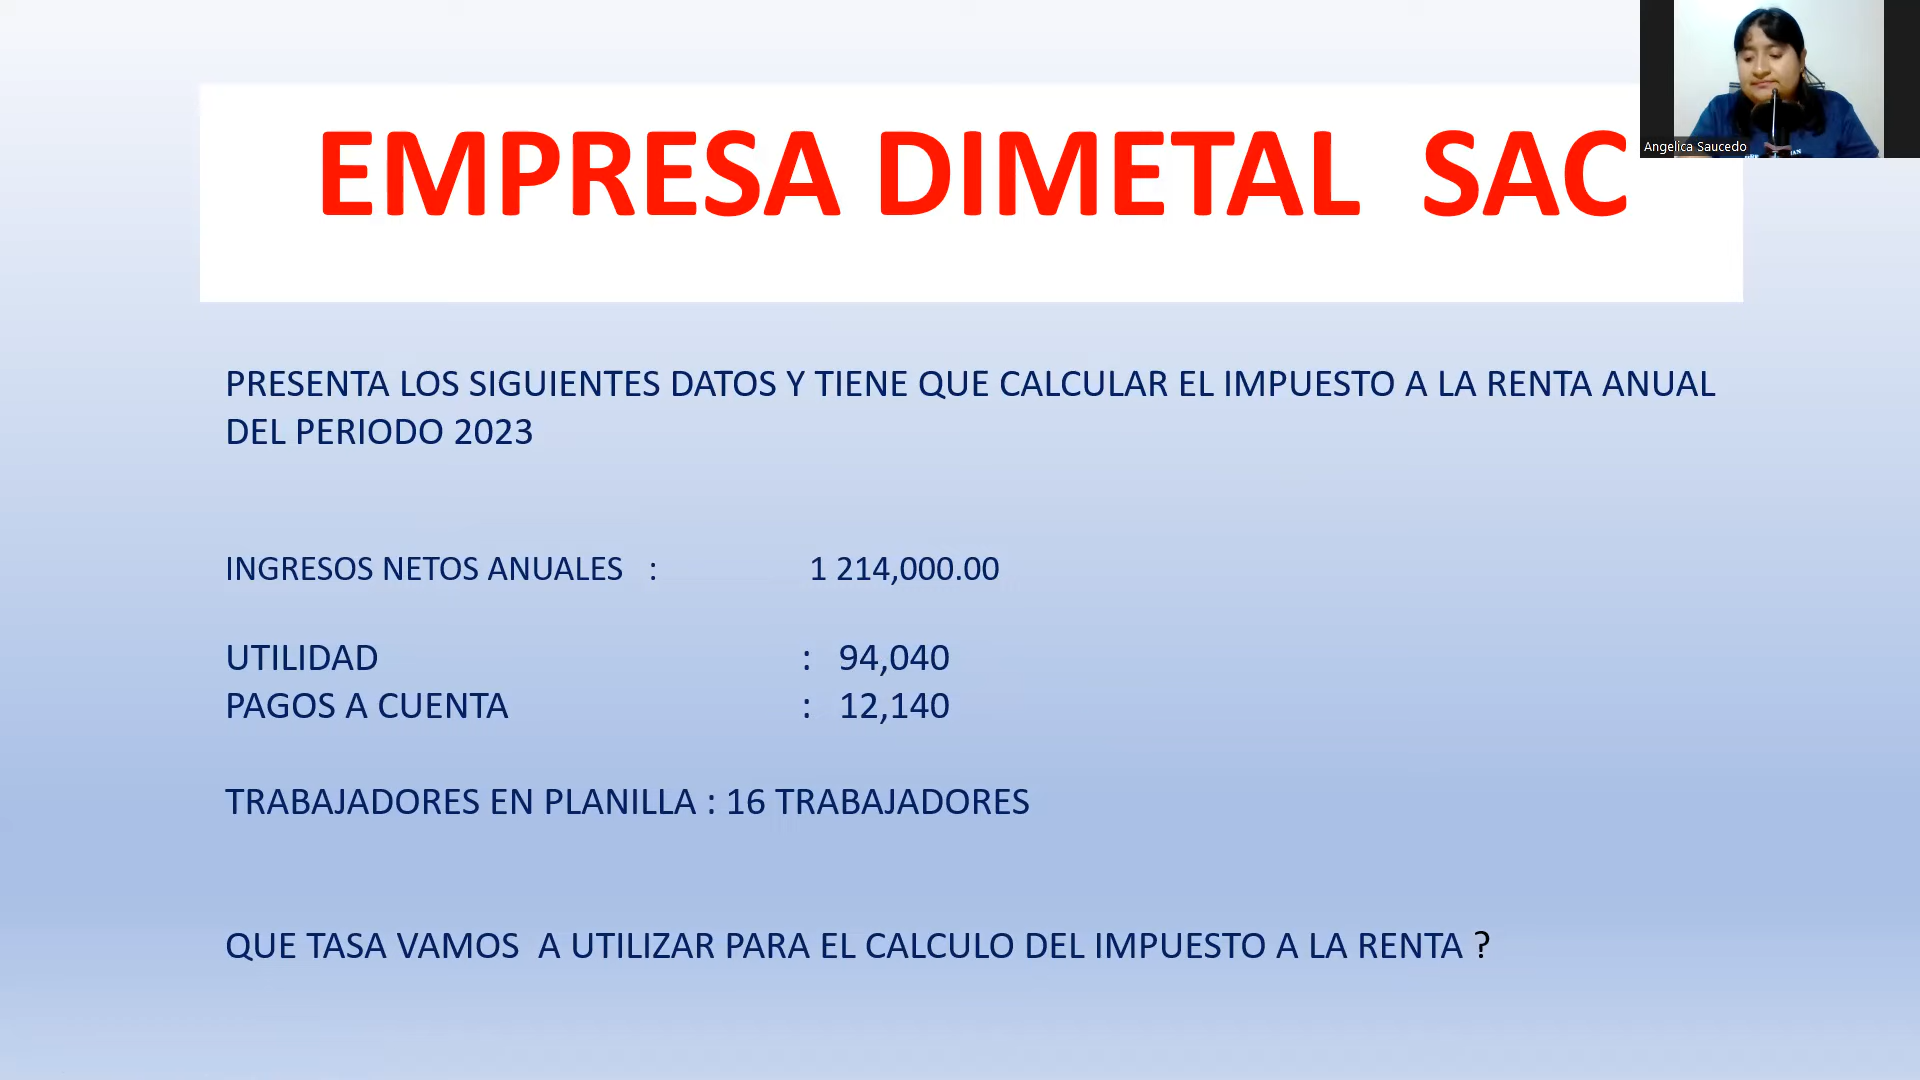 EMPRESA DIMETAL SAC
Angelica Saucedo
PRESENTA LOS SIGUIENTES DATOS Y TIENE QUE CALCULAR EL IMPUESTO A LA RENTA ANUAL
DEL PERIODO 2023
INGRESOS NETOS ANUALES : 1 214,000.00
UTILIDAD : 94,040
PAGOS A CUENTA : 12,140
TRABAJADORES EN PLANILLA : 16 TRABAJADORES
QUE TASA VAMOS A UTILIZAR PARA EL CALCULO DEL IMPUESTO A LA RENTA ?